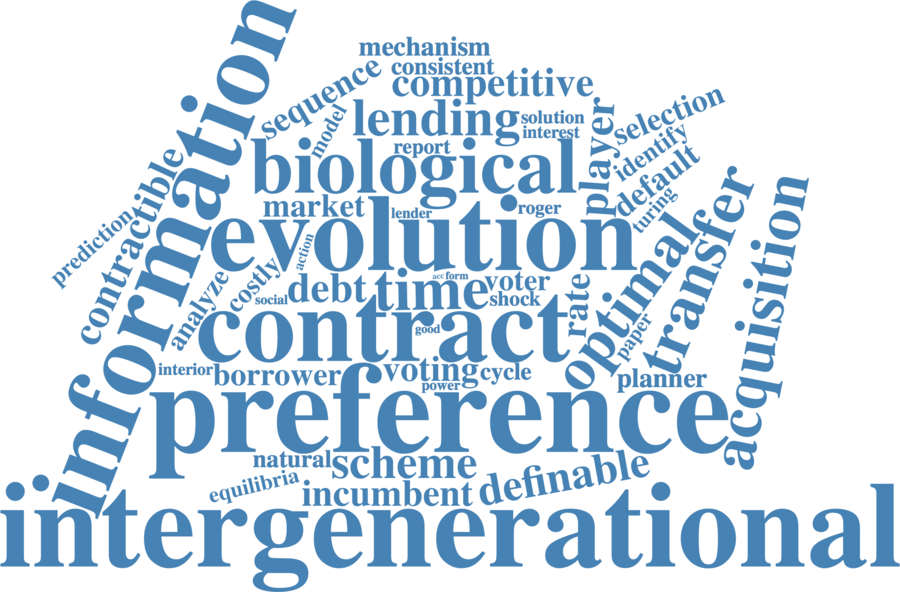 mechanism
consistent
competitive
sequence
information
lending
solution
interest
model
report
player
selection
identify
default
turing
biological
contractible
prediction
market
lender
roger
evolution
action
analyze
costly
social
debt
time
acc
form
voter
shock
rate
optimal
paper
transfer
acquisition
contract
good
interior
borrower
voting
power
cycle
planner
preference
natural
scheme
equilibria
incumbent
definable
intergenerational